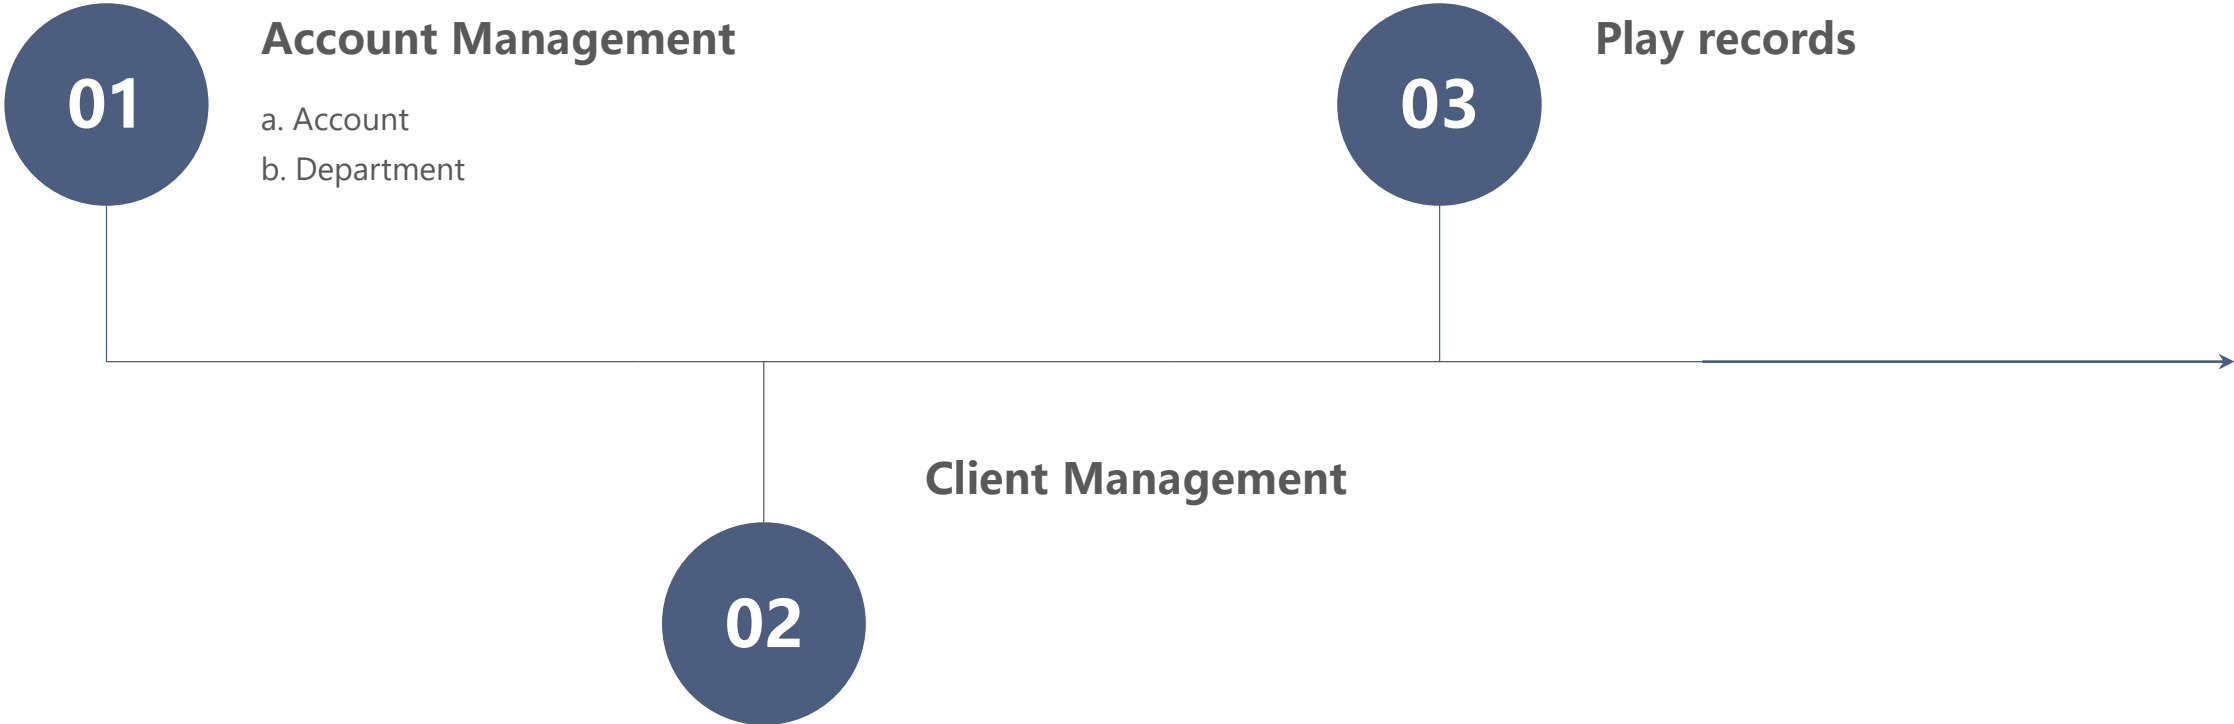 01
Account Management
a. Account
b. Department
02
Client Management
03
Play records